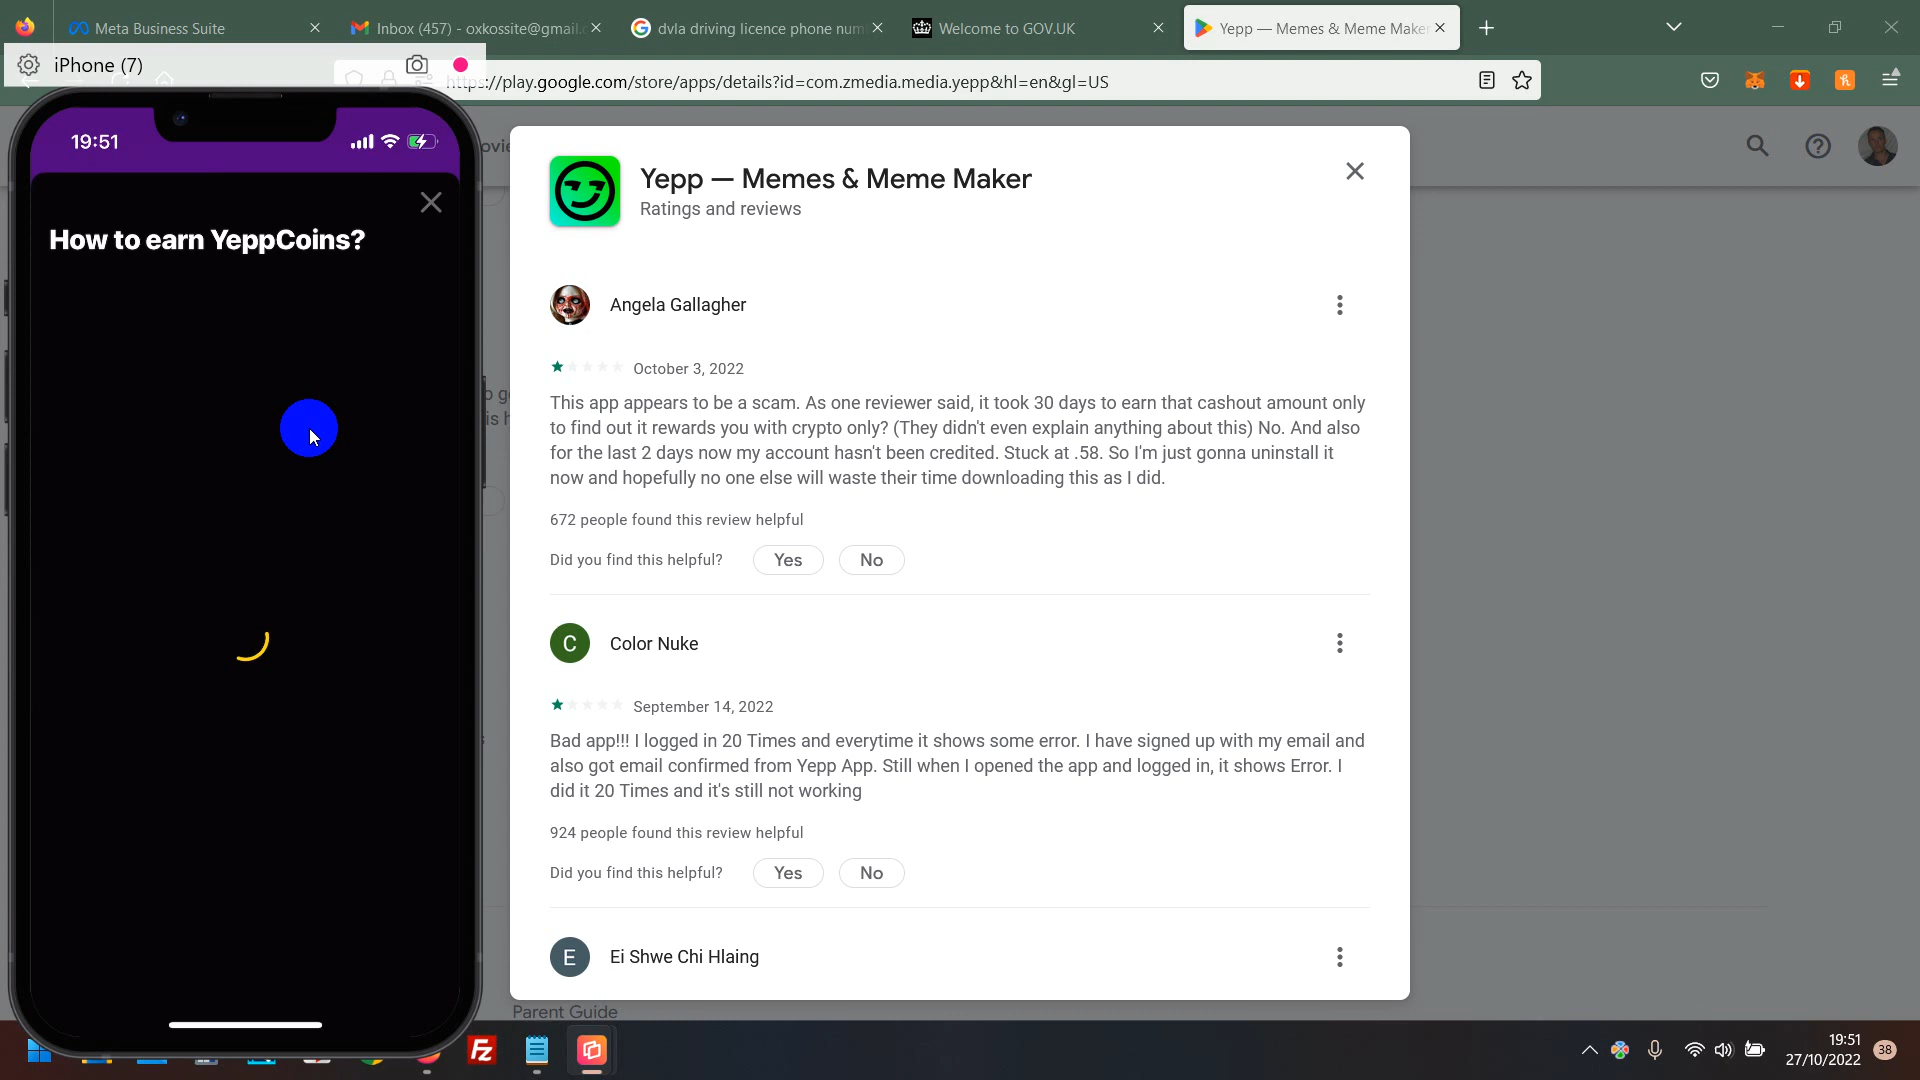 Meta Business Suite
Inbox (457) - oxkossite@gmail.c
dvla driving licence phone num
Welcome to GOV.UK
Yepp — Memes & Meme Maker
iPhone (7)
https://play.google.com/store/apps/details?id=com.zmedia.media.yepp&hl=en&gl=US
19:51
How to earn YeppCoins?
Yepp — Memes & Meme Maker
Ratings and reviews
Angela Gallagher
October 3, 2022
This app appears to be a scam. As one reviewer said, it took 30 days to earn that cashout amount only
to find out it rewards you with crypto only? (They didn't even explain anything about this) No. And also
for the last 2 days now my account hasn't been credited. Stuck at .58. So I'm just gonna uninstall it
now and hopefully no one else will waste their time downloading this as I did.
672 people found this review helpful
Did you find this helpful? Yes No
C Color Nuke
September 14, 2022
Bad app!!! I logged in 20 Times and everytime it shows some error. I have signed up with my email and
also got email confirmed from Yepp App. Still when I opened the app and logged in, it shows Error. I
did it 20 Times and it's still not working
924 people found this review helpful
Did you find this helpful? Yes No
E Ei Shwe Chi Hlaing
Parent Guide
Fz
19:51
27/10/2022
38